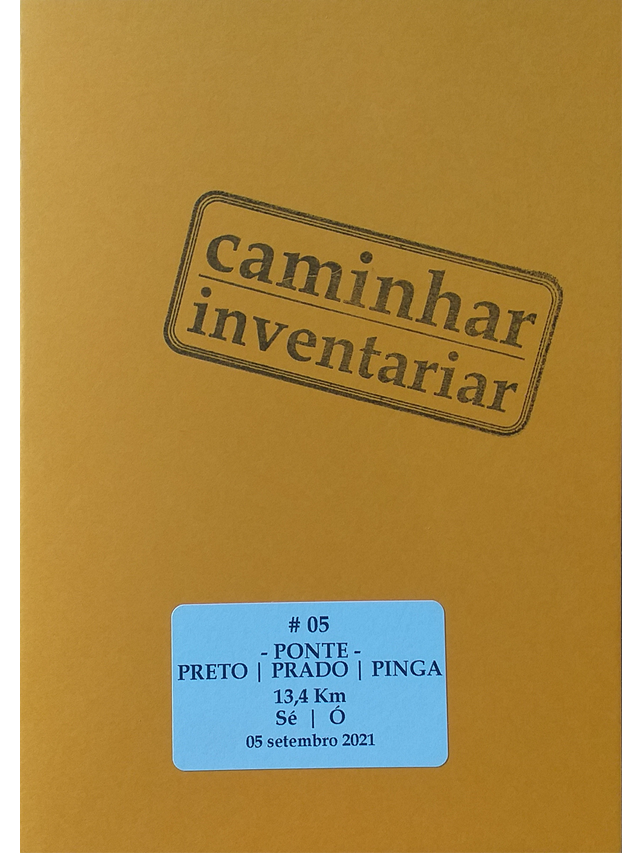 caminhar
inventariar
# 05
- PONTE -
PRETO | PRADO | PINGA
13,4 Km
Sé | Ó
05 setembro 2021